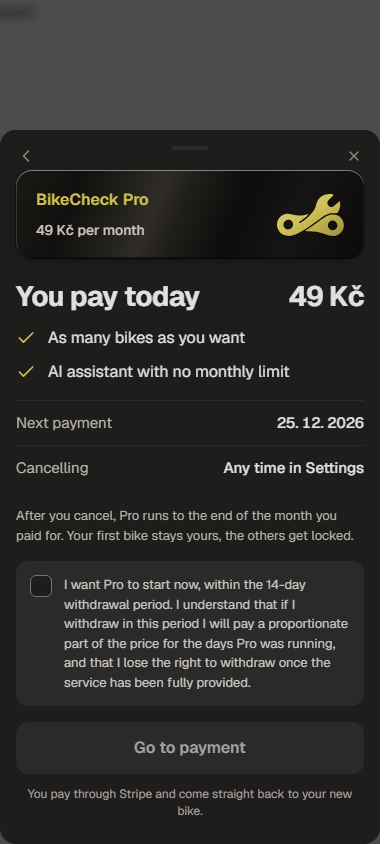 BikeCheck Pro
49 Kč per month
You pay today 49 Kč
As many bikes as you want
AI assistant with no monthly limit
Next payment 25. 12. 2026
Cancelling Any time in Settings
After you cancel, Pro runs to the end of the month you
paid for. Your first bike stays yours, the others get locked.
I want Pro to start now, within the 14-day
withdrawal period. I understand that if I
withdraw in this period I will pay a proportionate
part of the price for the days Pro was running,
and that I lose the right to withdraw once the
service has been fully provided.
Go to payment
You pay through Stripe and come straight back to your new
bike.